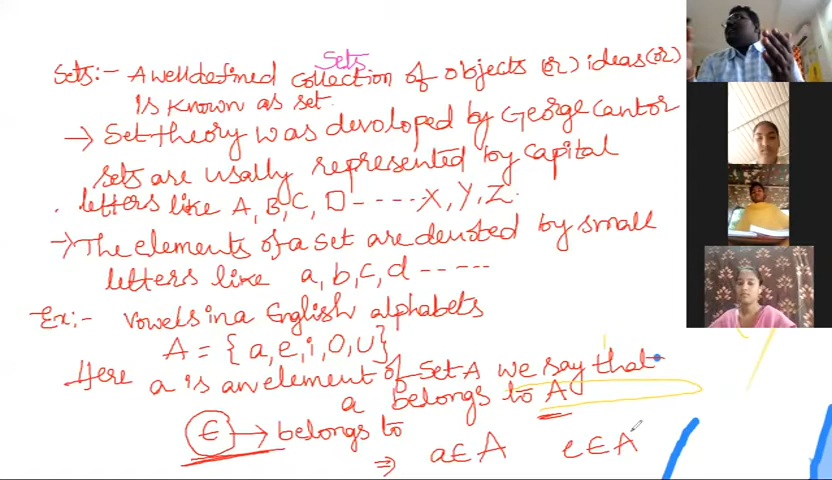 Sets
Sets:- A welldefined collection of objects (or) ideas (or)
is known as set.
→ Set theory was devoloped by George cantor
sets are usally represented by capital
letters like A, B, C, D ----- X, Y, Z.
→ The elements of a set are denoted by small
letters like a, b, c, d -----
Ex:- vowels in a English alphabets
A = { a, e, i, O, U}
Here a is an element of Set A we say that
a belongs to A
∈ → belongs to
⇒ a∈A e∈A